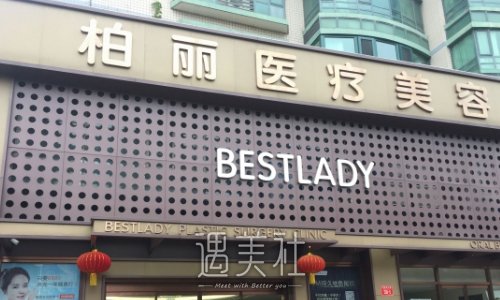 柏丽医疗美容
BESTLADY
BESTLADY PLASTIC SURGERY CLINIC
遇美社
Meet with Better you